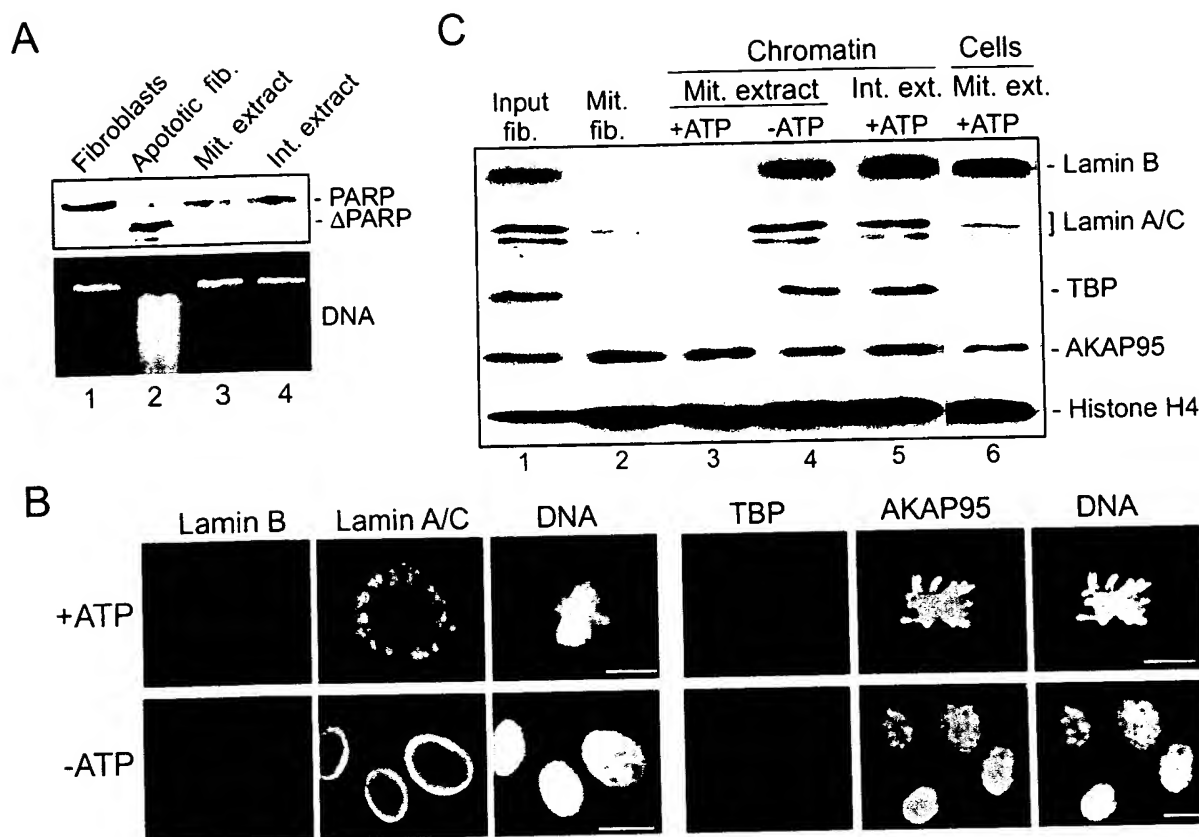 A
Fibroblasts
Apototic fib.
Mit. extract
Int. extract
- PARP
- ΔPARP
DNA
1 2 3 4
C
Chromatin Cells
Input fib. Mit. fib. Mit. extract Int. ext. Mit. ext.
+ATP -ATP +ATP +ATP
- Lamin B
] Lamin A/C
- TBP
- AKAP95
- Histone H4
1 2 3 4 5 6
B
Lamin B Lamin A/C DNA TBP AKAP95 DNA
+ATP
-ATP